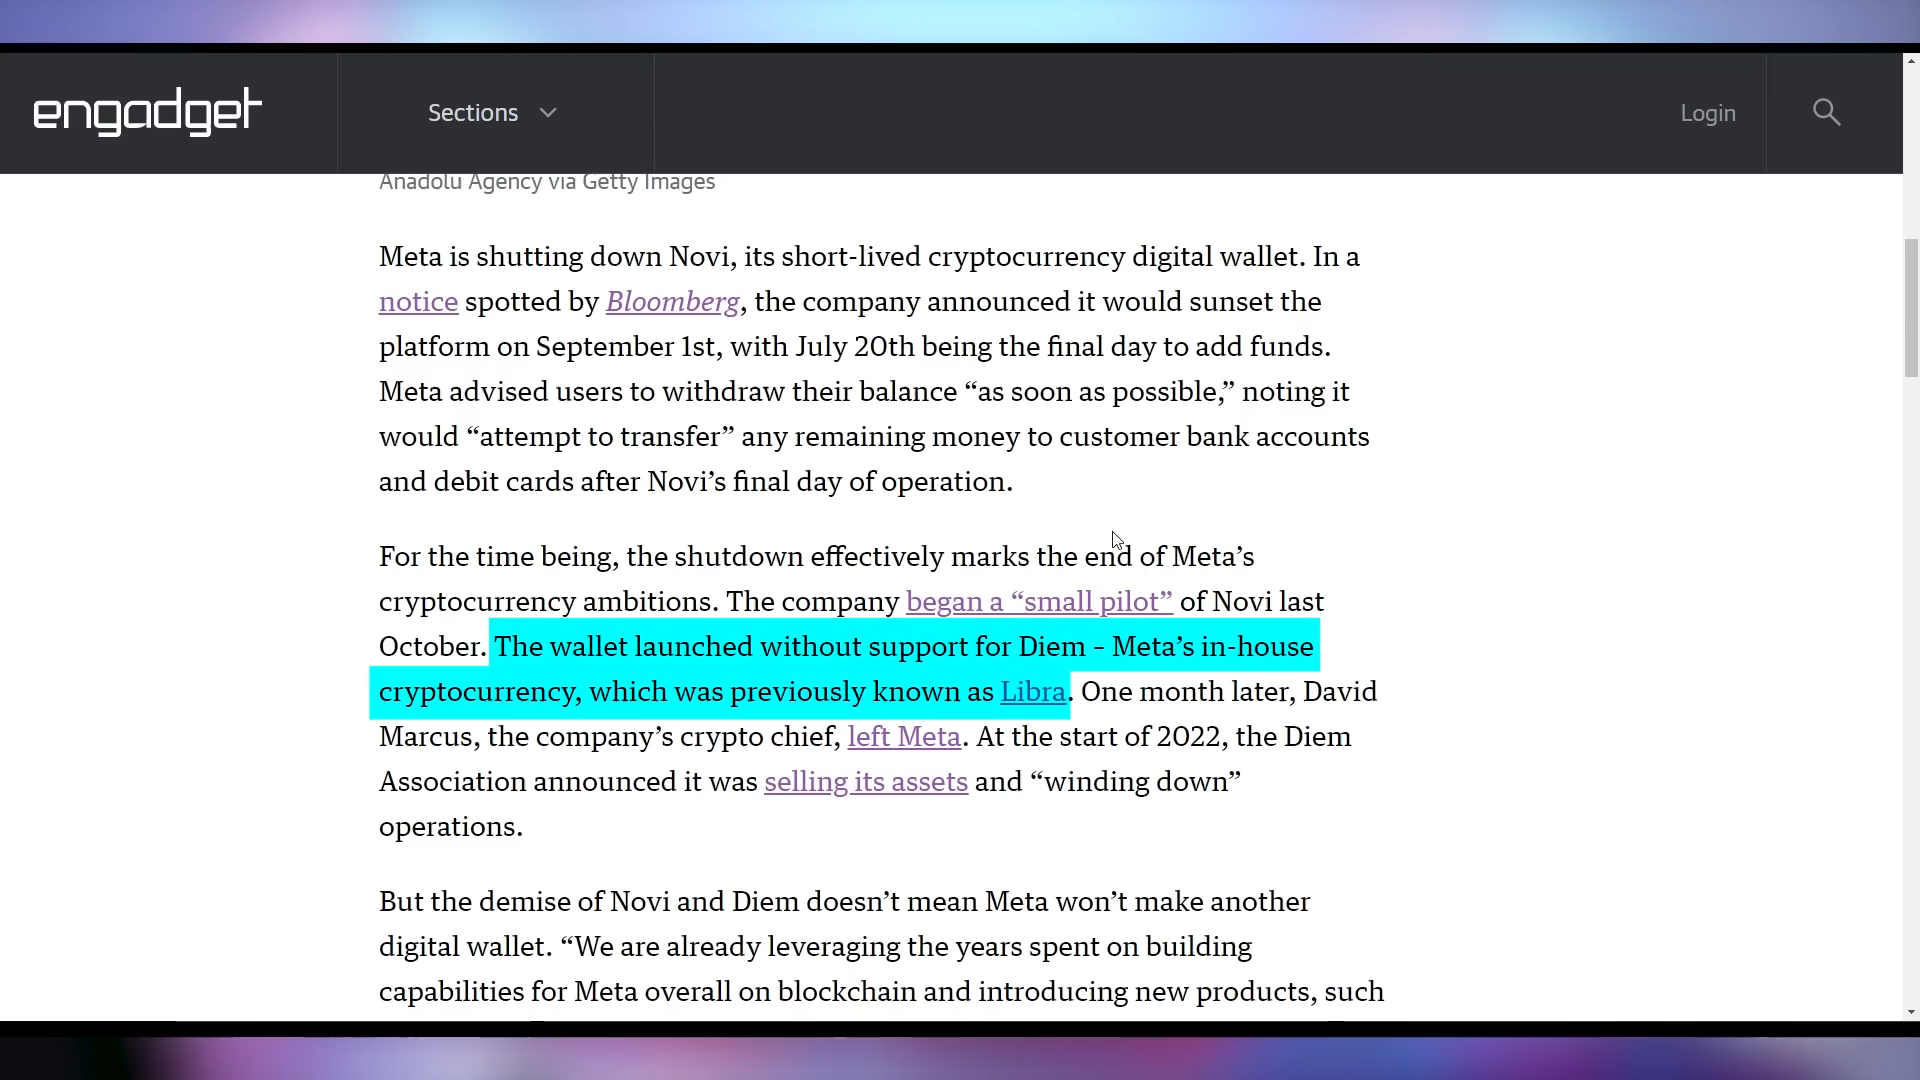 engadget
Sections
Login
Anadolu Agency via Getty Images
Meta is shutting down Novi, its short-lived cryptocurrency digital wallet. In a
notice spotted by Bloomberg, the company announced it would sunset the
platform on September 1st, with July 20th being the final day to add funds.
Meta advised users to withdraw their balance “as soon as possible,” noting it
would “attempt to transfer” any remaining money to customer bank accounts
and debit cards after Novi’s final day of operation.
For the time being, the shutdown effectively marks the end of Meta’s
cryptocurrency ambitions. The company began a “small pilot” of Novi last
October. The wallet launched without support for Diem – Meta’s in-house
cryptocurrency, which was previously known as Libra. One month later, David
Marcus, the company’s crypto chief, left Meta. At the start of 2022, the Diem
Association announced it was selling its assets and “winding down”
operations.
But the demise of Novi and Diem doesn’t mean Meta won’t make another
digital wallet. “We are already leveraging the years spent on building
capabilities for Meta overall on blockchain and introducing new products, such